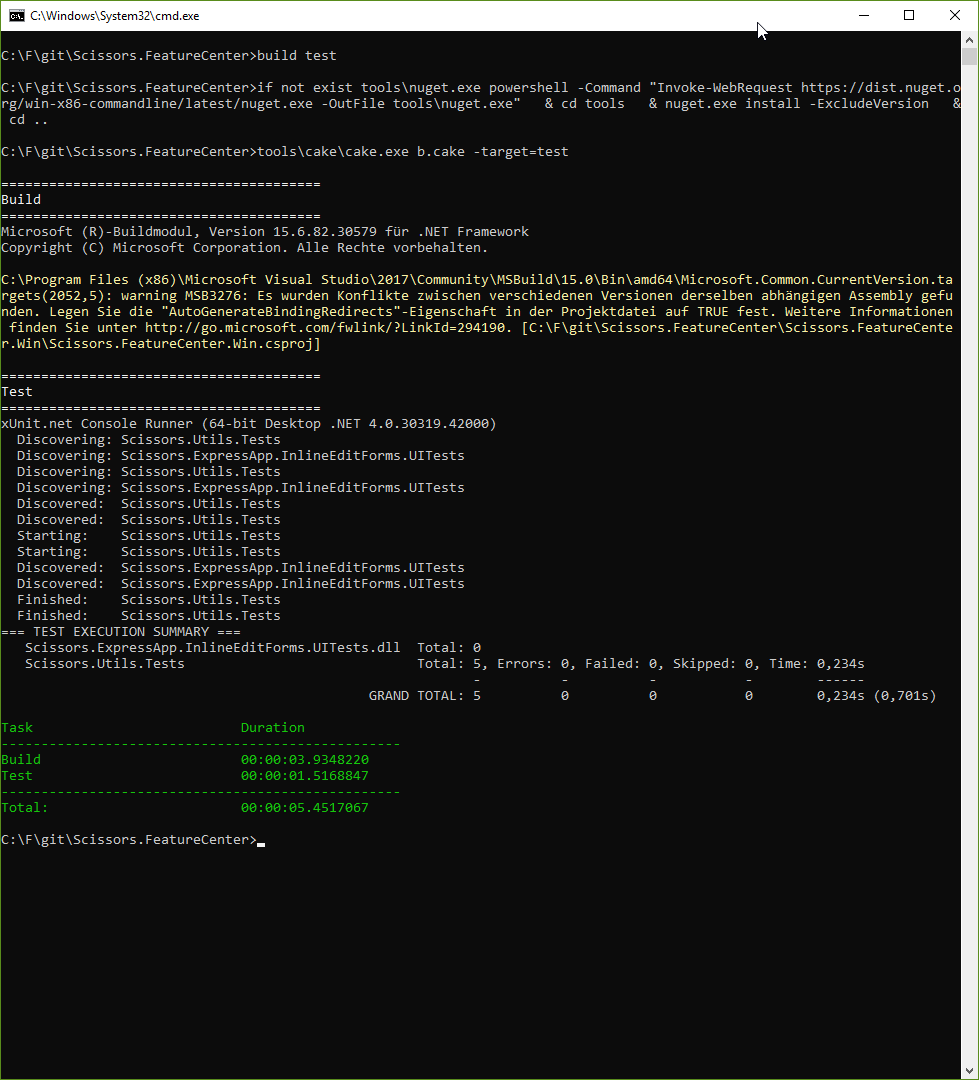 C:\Windows\System32\cmd.exe
C:\F\git\Scissors.FeatureCenter>build test
C:\F\git\Scissors.FeatureCenter>if not exist tools\nuget.exe powershell -Command "Invoke-WebRequest https://dist.nuget.o
rg/win-x86-commandline/latest/nuget.exe -OutFile tools\nuget.exe"   & cd tools   & nuget.exe install -ExcludeVersion   &
 cd ..
C:\F\git\Scissors.FeatureCenter>tools\cake\cake.exe b.cake -target=test
========================================
Build
========================================
Microsoft (R)-Buildmodul, Version 15.6.82.30579 für .NET Framework
Copyright (C) Microsoft Corporation. Alle Rechte vorbehalten.
C:\Program Files (x86)\Microsoft Visual Studio\2017\Community\MSBuild\15.0\Bin\amd64\Microsoft.Common.CurrentVersion.ta
rgets(2052,5): warning MSB3276: Es wurden Konflikte zwischen verschiedenen Versionen derselben abhängigen Assembly gefu
nden. Legen Sie die "AutoGenerateBindingRedirects"-Eigenschaft in der Projektdatei auf TRUE fest. Weitere Informationen
 finden Sie unter http://go.microsoft.com/fwlink/?LinkId=294190. [C:\F\git\Scissors.FeatureCenter\Scissors.FeatureCente
r.Win\Scissors.FeatureCenter.Win.csproj]
========================================
Test
========================================
xUnit.net Console Runner (64-bit Desktop .NET 4.0.30319.42000)
  Discovering: Scissors.Utils.Tests
  Discovering: Scissors.ExpressApp.InlineEditForms.UITests
  Discovering: Scissors.Utils.Tests
  Discovering: Scissors.ExpressApp.InlineEditForms.UITests
  Discovered:  Scissors.Utils.Tests
  Discovered:  Scissors.Utils.Tests
  Starting:    Scissors.Utils.Tests
  Starting:    Scissors.Utils.Tests
  Discovered:  Scissors.ExpressApp.InlineEditForms.UITests
  Discovered:  Scissors.ExpressApp.InlineEditForms.UITests
  Finished:    Scissors.Utils.Tests
  Finished:    Scissors.Utils.Tests
=== TEST EXECUTION SUMMARY ===
   Scissors.ExpressApp.InlineEditForms.UITests.dll  Total: 0
   Scissors.Utils.Tests                             Total: 5, Errors: 0, Failed: 0, Skipped: 0, Time: 0,234s
                                                           -          -          -           -        ------
                                              GRAND TOTAL: 5          0          0           0        0,234s (0,701s)
Task                          Duration
--------------------------------------------------
Build                         00:00:03.9348220
Test                          00:00:01.5168847
--------------------------------------------------
Total:                        00:00:05.4517067
C:\F\git\Scissors.FeatureCenter>